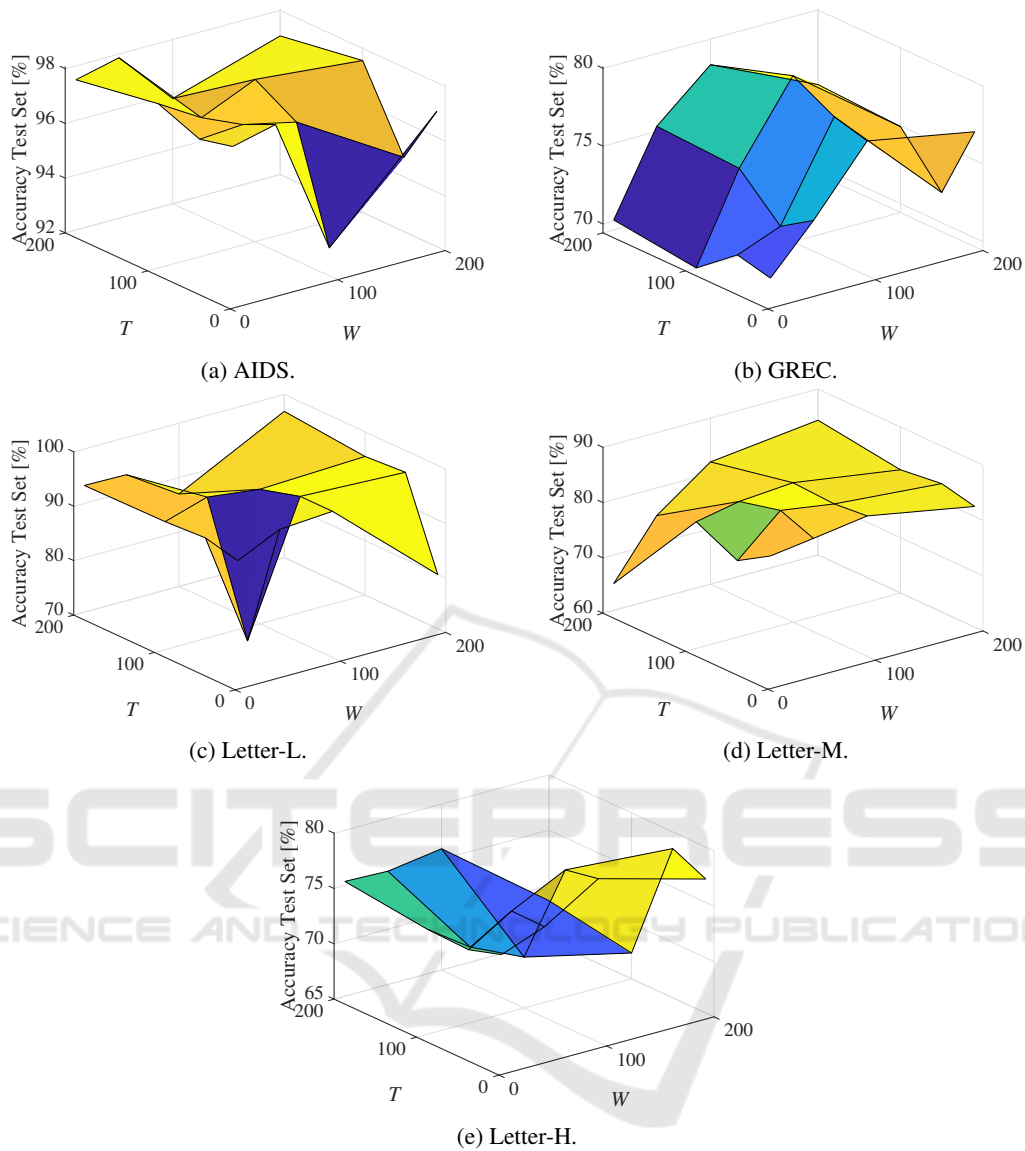 98
96
94
92
200
100
0
0
100
200
Accuracy Test Set [%]
T
W
(a) AIDS.
80
75
70
200
100
0
0
100
200
Accuracy Test Set [%]
T
W
(b) GREC.
100
90
80
70
200
100
0
0
100
200
Accuracy Test Set [%]
T
W
(c) Letter-L.
90
80
70
60
200
100
0
0
100
200
Accuracy Test Set [%]
T
W
(d) Letter-M.
SCITEPRESS
SCIENCE AND TECHNOLOGY PUBLICATIONS
80
75
70
65
200
100
0
0
100
200
Accuracy Test Set [%]
T
W
(e) Letter-H.